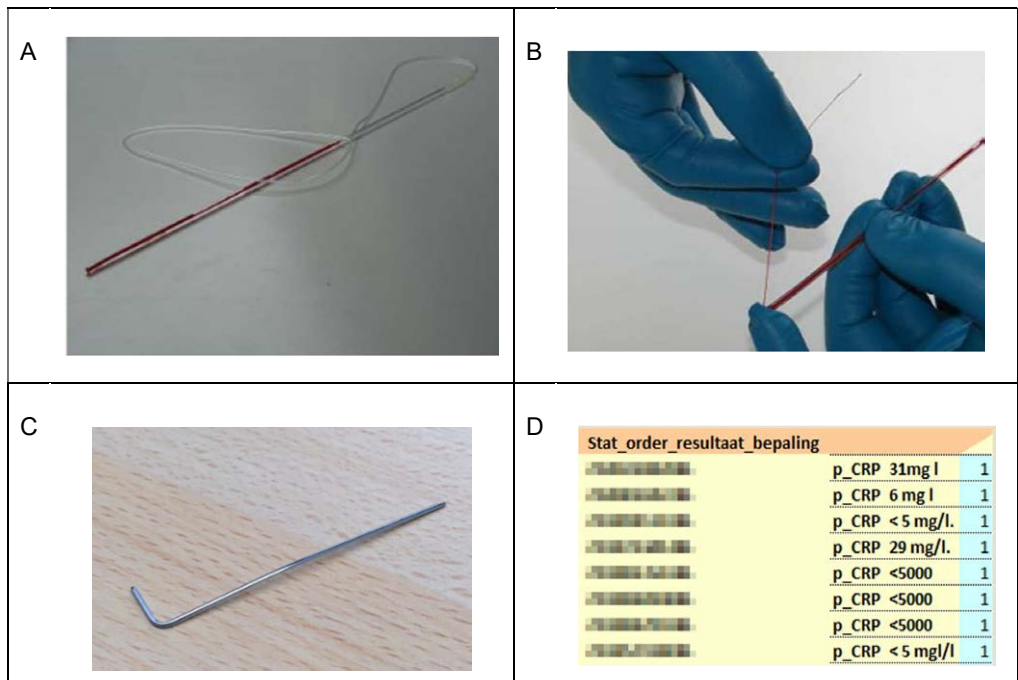 A
B
C
D
Stat_order_resultaat_bepaling
p_CRP 31mg l 1
p_CRP 6 mg l 1
p_CRP < 5 mg/l. 1
p_CRP 29 mg/l. 1
p_CRP <5000 1
p_CRP <5000 1
p_CRP <5000 1
p_CRP < 5 mgl/l 1